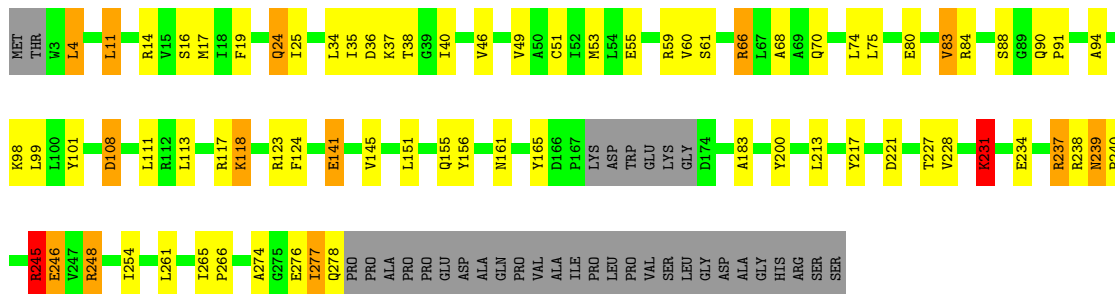 MET THR W3 L4 L11 R14 V15 S16 M17 I18 F19 Q24 I25 L34 I35 D36 K37 T38 G39 I40 V46 V49 A50 C51 I52 M53 L54 E55 R59 V60 S61 R66 L67 A68 A69 Q70 L74 L75 E80 V83 R84 S88 G89 Q90 P91 A94
K98 L99 L100 Y101 D108 L111 R112 L113 R117 K118 R123 F124 E141 V145 L151 Q155 Y156 N161 Y165 D166 P167 LYS ASP TRP GLU LYS GLY D174 A183 Y200 L213 Y217 D221 T227 V228 K231 E234 R237 R238 N239
R245 E246 V247 R248 I254 L261 I265 P266 A274 G275 E276 I277 Q278 PRO PRO ALA PRO PRO GLU ASP ALA GLN PRO VAL ALA ILE PRO LEU PRO VAL SER LEU GLY ASP ALA GLY HIS ARG SER SER